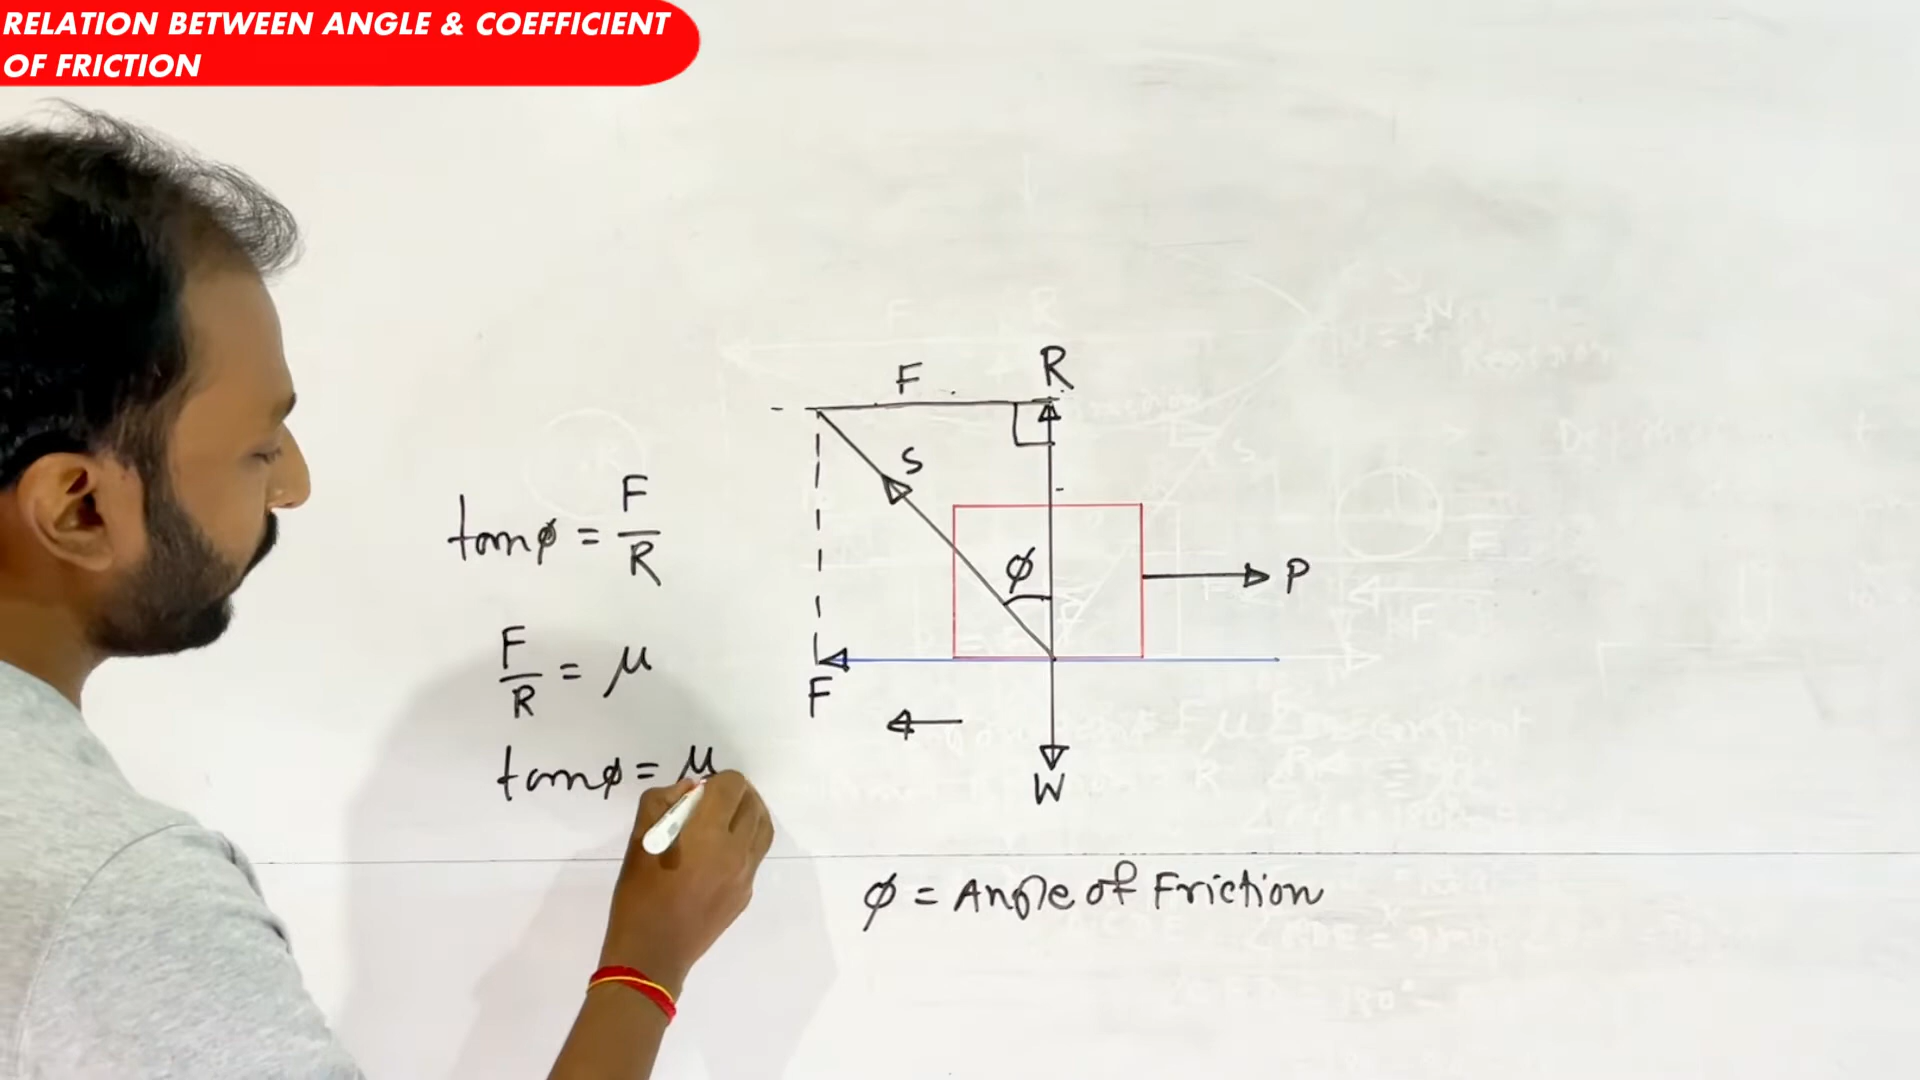 RELATION BETWEEN ANGLE & COEFFICIENT
OF FRICTION
F
R
S
tanϕ = F/R
ϕ
P
F/R = μ
F
tanϕ = μ
W
ϕ = Angle of Friction